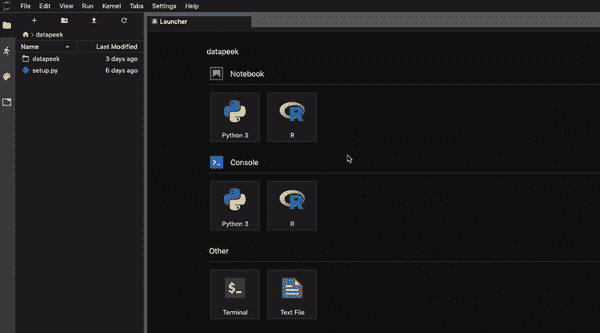 File Edit View Run Kernel Tabs Settings Help
Launcher
datapeek
Name Last Modified
datapeek 3 days ago
setup.py 6 days ago
datapeek
Notebook
Python 3 R
Console
Python 3 R
Other
$_
Terminal Text File